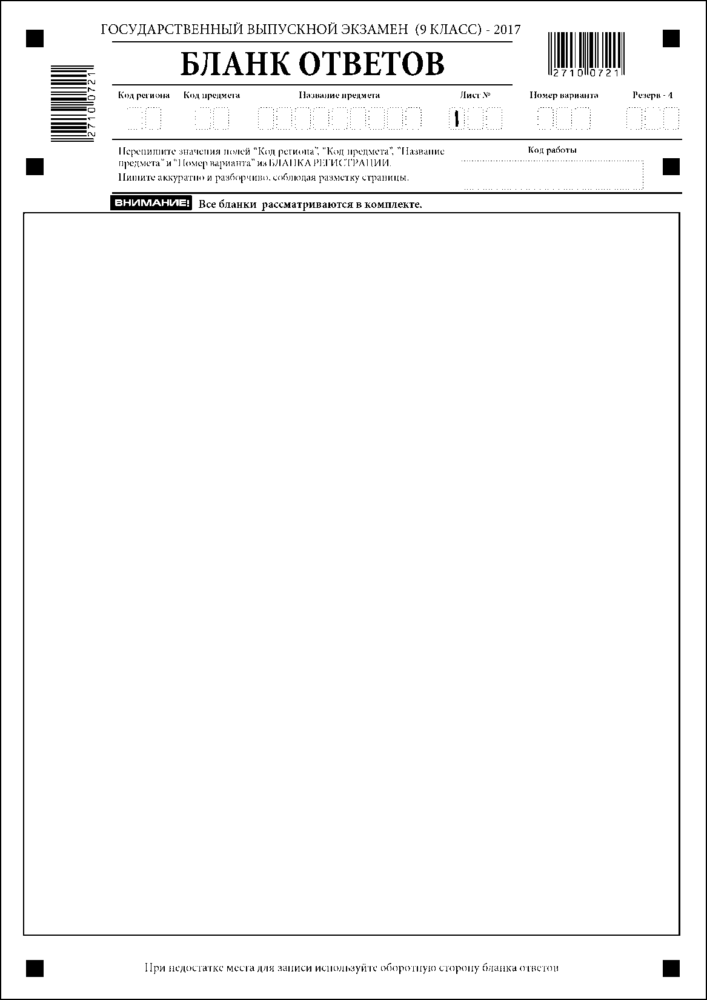 ГОСУДАРСТВЕННЫЙ ВЫПУСКНОЙ ЭКЗАМЕН (9 КЛАСС) - 2017
БЛАНК ОТВЕТОВ
27100721
27100721
Код региона Код предмета Название предмета Лист № Номер варианта Резерв - 4
1
Перепишите значения полей “Код региона”, “Код предмета”, “Название
предмета” и “Номер варианта” из БЛАНКА РЕГИСТРАЦИИ.
Пишите аккуратно и разборчиво, соблюдая разметку страницы.
Код работы
ВНИМАНИЕ! Все бланки рассматриваются в комплекте.
При недостатке места для записи используйте оборотную сторону бланка ответов